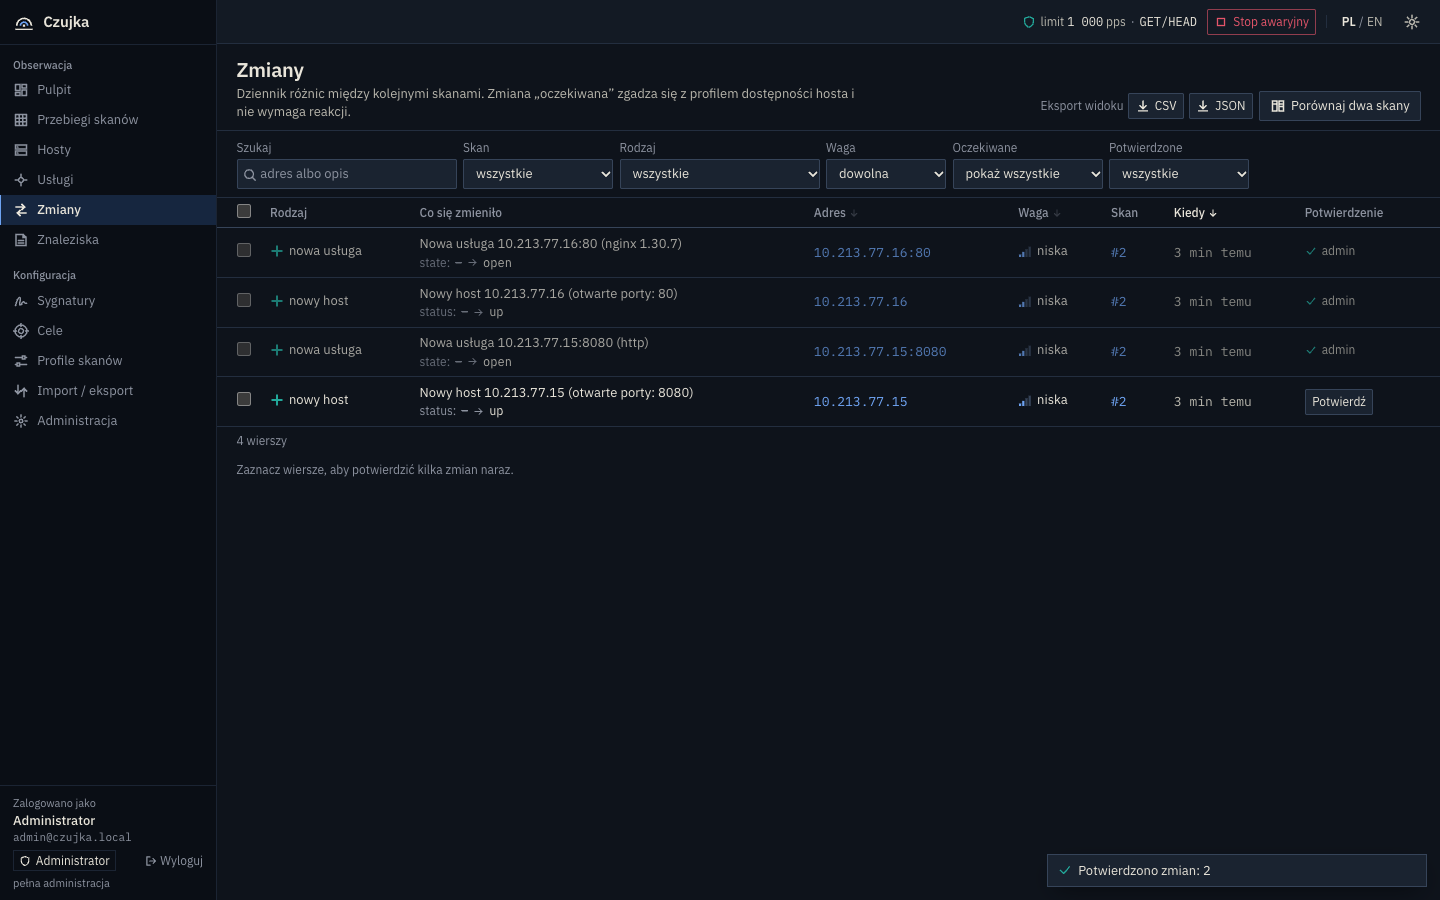 Czujka
limit 1 000 pps · GET/HEAD
Stop awaryjny
PL / EN
Obserwacja
Pulpit
Przebiegi skanów
Hosty
Usługi
Zmiany
Znaleziska
Konfiguracja
Sygnatury
Cele
Profile skanów
Import / eksport
Administracja
Zalogowano jako
Administrator
admin@czujka.local
Administrator
Wyloguj
pełna administracja
Zmiany
Dziennik różnic między kolejnymi skanami. Zmiana „oczekiwana” zgadza się z profilem dostępności hosta i
nie wymaga reakcji.
Eksport widoku CSV JSON Porównaj dwa skany
Szukaj Skan Rodzaj Waga Oczekiwane Potwierdzone
adres albo opis wszystkie wszystkie dowolna pokaż wszystkie wszystkie
Rodzaj Co się zmieniło Adres ↓ Waga ↓ Skan Kiedy ↓ Potwierdzenie
+ nowa usługa Nowa usługa 10.213.77.16:80 (nginx 1.30.7) 10.213.77.16:80 niska #2 3 min temu ✓ admin
state: – → open
+ nowy host Nowy host 10.213.77.16 (otwarte porty: 80) 10.213.77.16 niska #2 3 min temu ✓ admin
status: – → up
+ nowa usługa Nowa usługa 10.213.77.15:8080 (http) 10.213.77.15:8080 niska #2 3 min temu ✓ admin
state: – → open
+ nowy host Nowy host 10.213.77.15 (otwarte porty: 8080) 10.213.77.15 niska #2 3 min temu Potwierdź
status: – → up
4 wierszy
Zaznacz wiersze, aby potwierdzić kilka zmian naraz.
✓ Potwierdzono zmian: 2